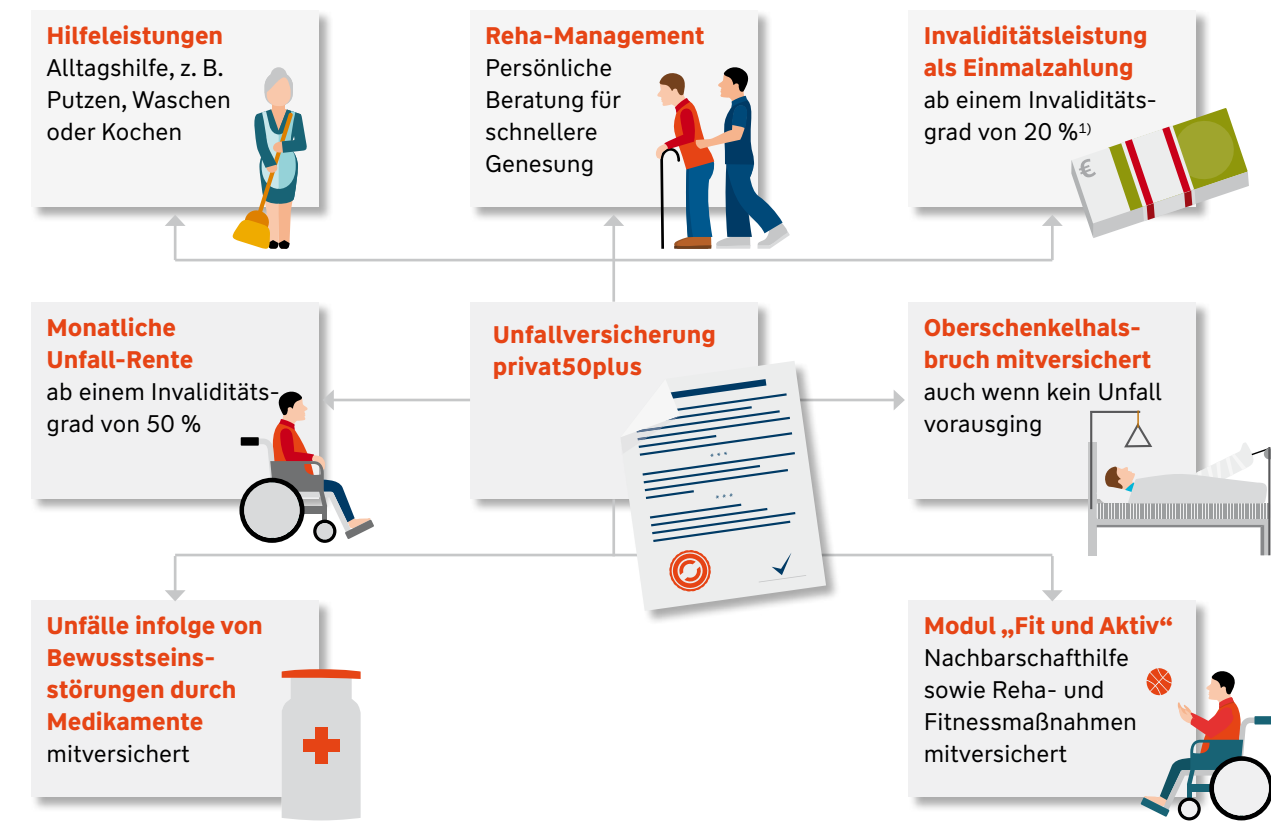 Hilfeleistungen
Alltagshilfe, z. B.
Putzen, Waschen
oder Kochen
Reha-Management
Persönliche
Beratung für
schnellere
Genesung
Invaliditätsleistung
als Einmalzahlung
ab einem Invaliditäts-
grad von 20 %¹⁾
€
Monatliche
Unfall-Rente
ab einem Invaliditäts-
grad von 50 %
Unfallversicherung
privat50plus
Oberschenkelhals-
bruch mitversichert
auch wenn kein Unfall
vorausging
Unfälle infolge von
Bewusstseins-
störungen durch
Medikamente
mitversichert
Modul „Fit und Aktiv“
Nachbarschafthilfe
sowie Reha- und
Fitnessmaßnahmen
mitversichert